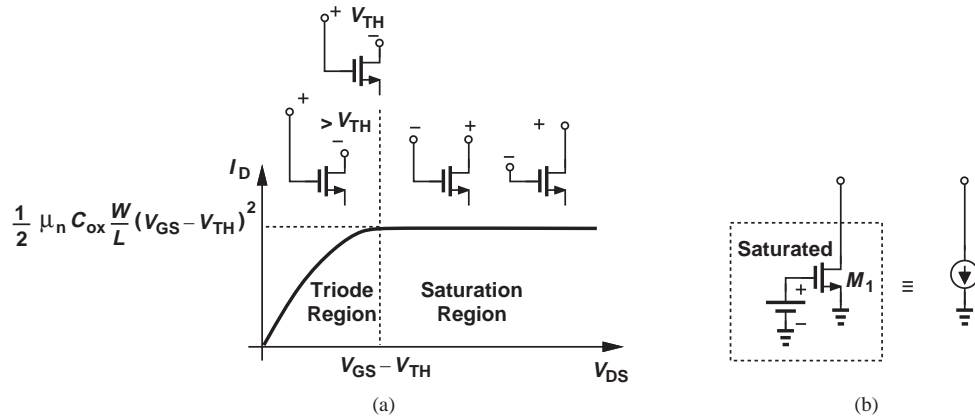 + V_TH −
+
> V_TH
−
− +
+
−
I_D
1/2 μ_n C_ox W/L (V_GS − V_TH)^2
Triode
Region
Saturation
Region
V_GS − V_TH
V_DS
(a)
Saturated
+
M_1
−
≡
(b)